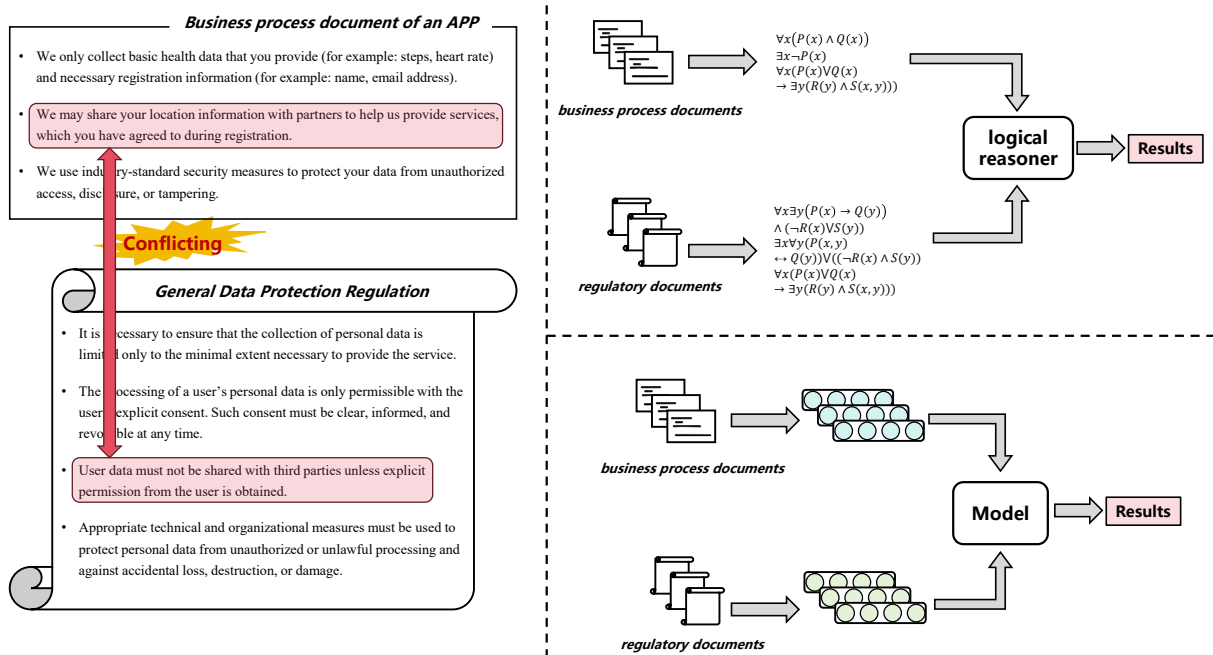 Business process document of an APP
• We only collect basic health data that you provide (for example: steps, heart rate)
and necessary registration information (for example: name, email address).
• We may share your location information with partners to help us provide services,
which you have agreed to during registration.
• We use industry-standard security measures to protect your data from unauthorized
access, disclosure, or tampering.
Conflicting
General Data Protection Regulation
• It is necessary to ensure that the collection of personal data is
limited only to the minimal extent necessary to provide the service.
• The processing of a user's personal data is only permissible with the
user's explicit consent. Such consent must be clear, informed, and
revocable at any time.
• User data must not be shared with third parties unless explicit
permission from the user is obtained.
• Appropriate technical and organizational measures must be used to
protect personal data from unauthorized or unlawful processing and
against accidental loss, destruction, or damage.
business process documents
∀x(P(x) ∧ Q(x))
∃x¬P(x)
∀x(P(x)⋁Q(x)
→ ∃y(R(y) ∧ S(x, y)))
logical
reasoner
Results
regulatory documents
∀x∃y(P(x) → Q(y))
∧ (¬R(x)⋁S(y))
∃x∀y(P(x, y)
↔ Q(y))⋁((¬R(x) ∧ S(y))
∀x(P(x)⋁Q(x)
→ ∃y(R(y) ∧ S(x, y)))
business process documents
Model
Results
regulatory documents